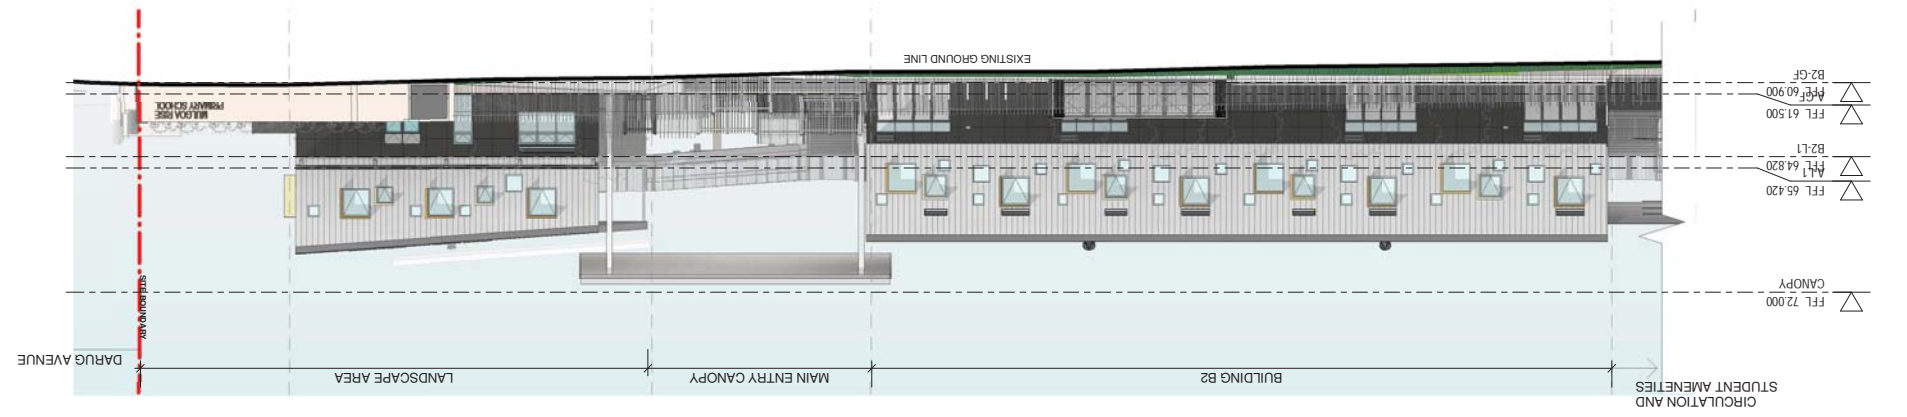 CIRCULATION AND
STUDENT AMENETIES
BUILDING B2
MAIN ENTRY CANOPY
LANDSCAPE AREA
DARUG AVENUE
SITE BOUNDARY
FFL 72.000
CANOPY
FFL 65.420
A-L1
FFL 64.820
B2-L1
FFL 61.500
A-GF
FFL 60.900
B2-GF
MULGOA RISE
PRIMARY SCHOOL
EXISTING GROUND LINE